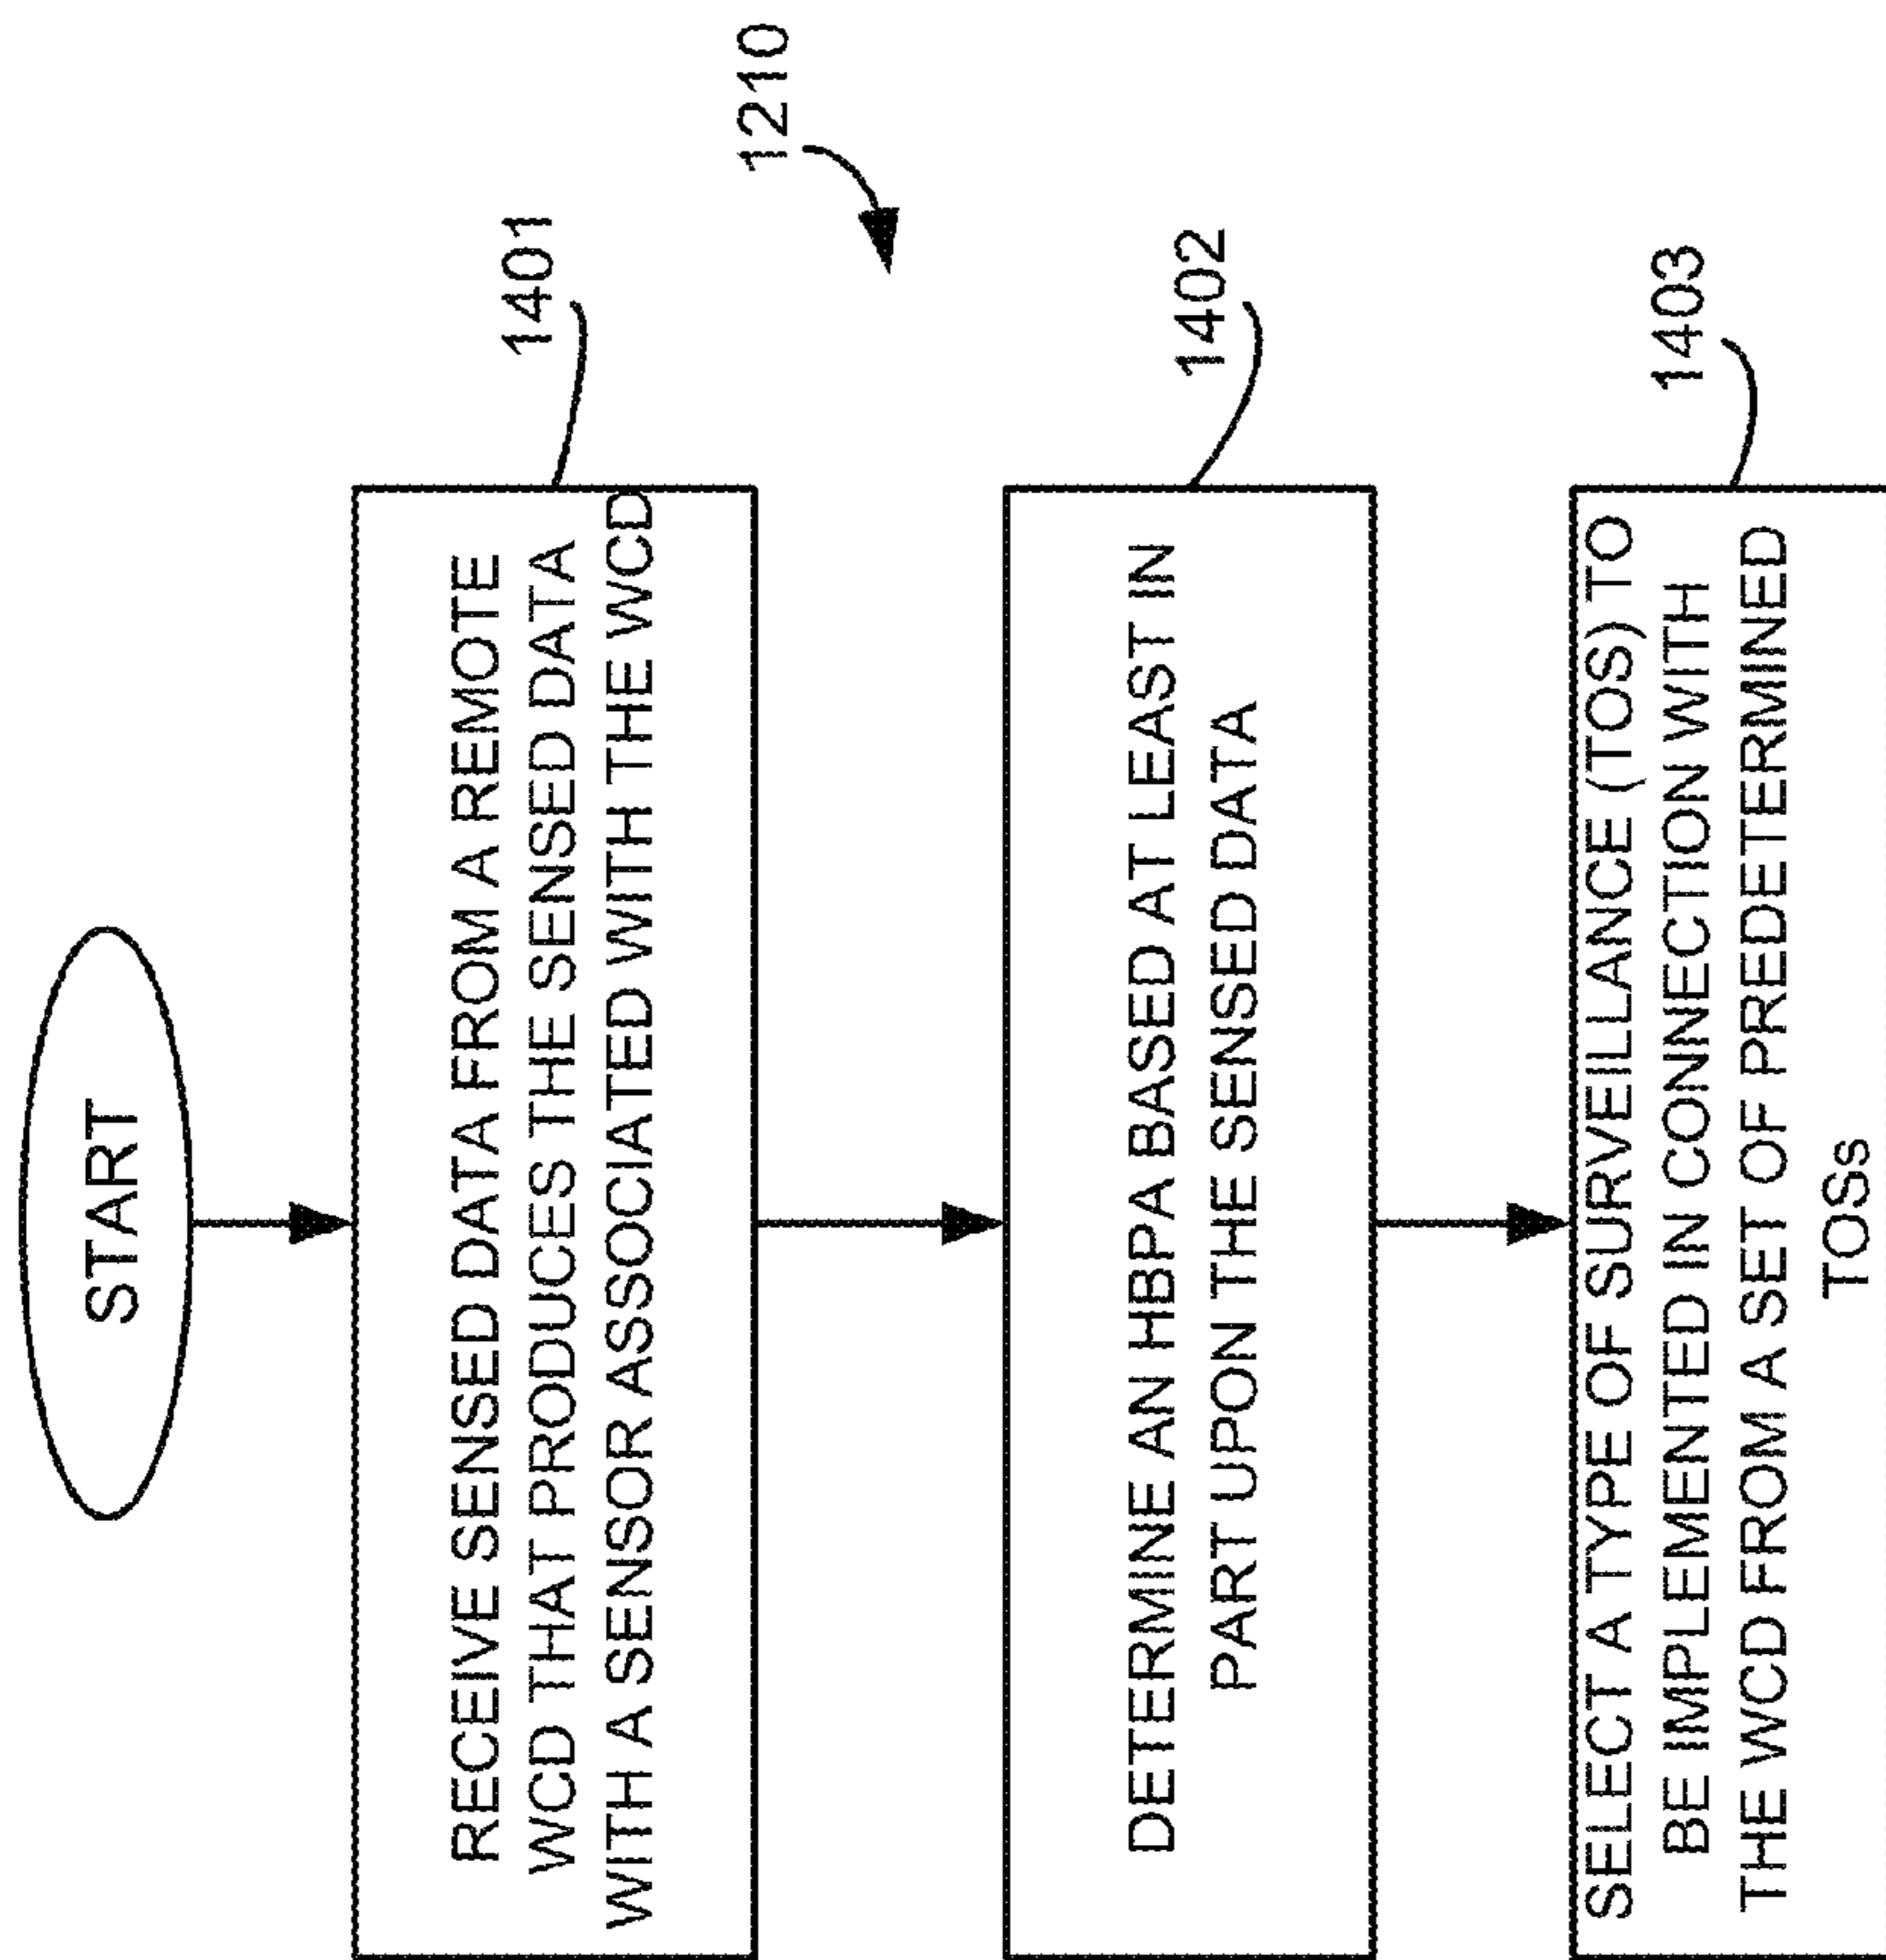 START
1210
1401
RECEIVE SENSED DATA FROM A REMOTE
WCD THAT PRODUCES THE SENSED DATA
WITH A SENSOR ASSOCIATED WITH THE WCD
1402
DETERMINE AN HBPA BASED AT LEAST IN
PART UPON THE SENSED DATA
1403
SELECT A TYPE OF SURVEILLANCE (TOS) TO
BE IMPLEMENTED IN CONNECTION WITH
THE WCD FROM A SET OF PREDETERMINED
TOSs